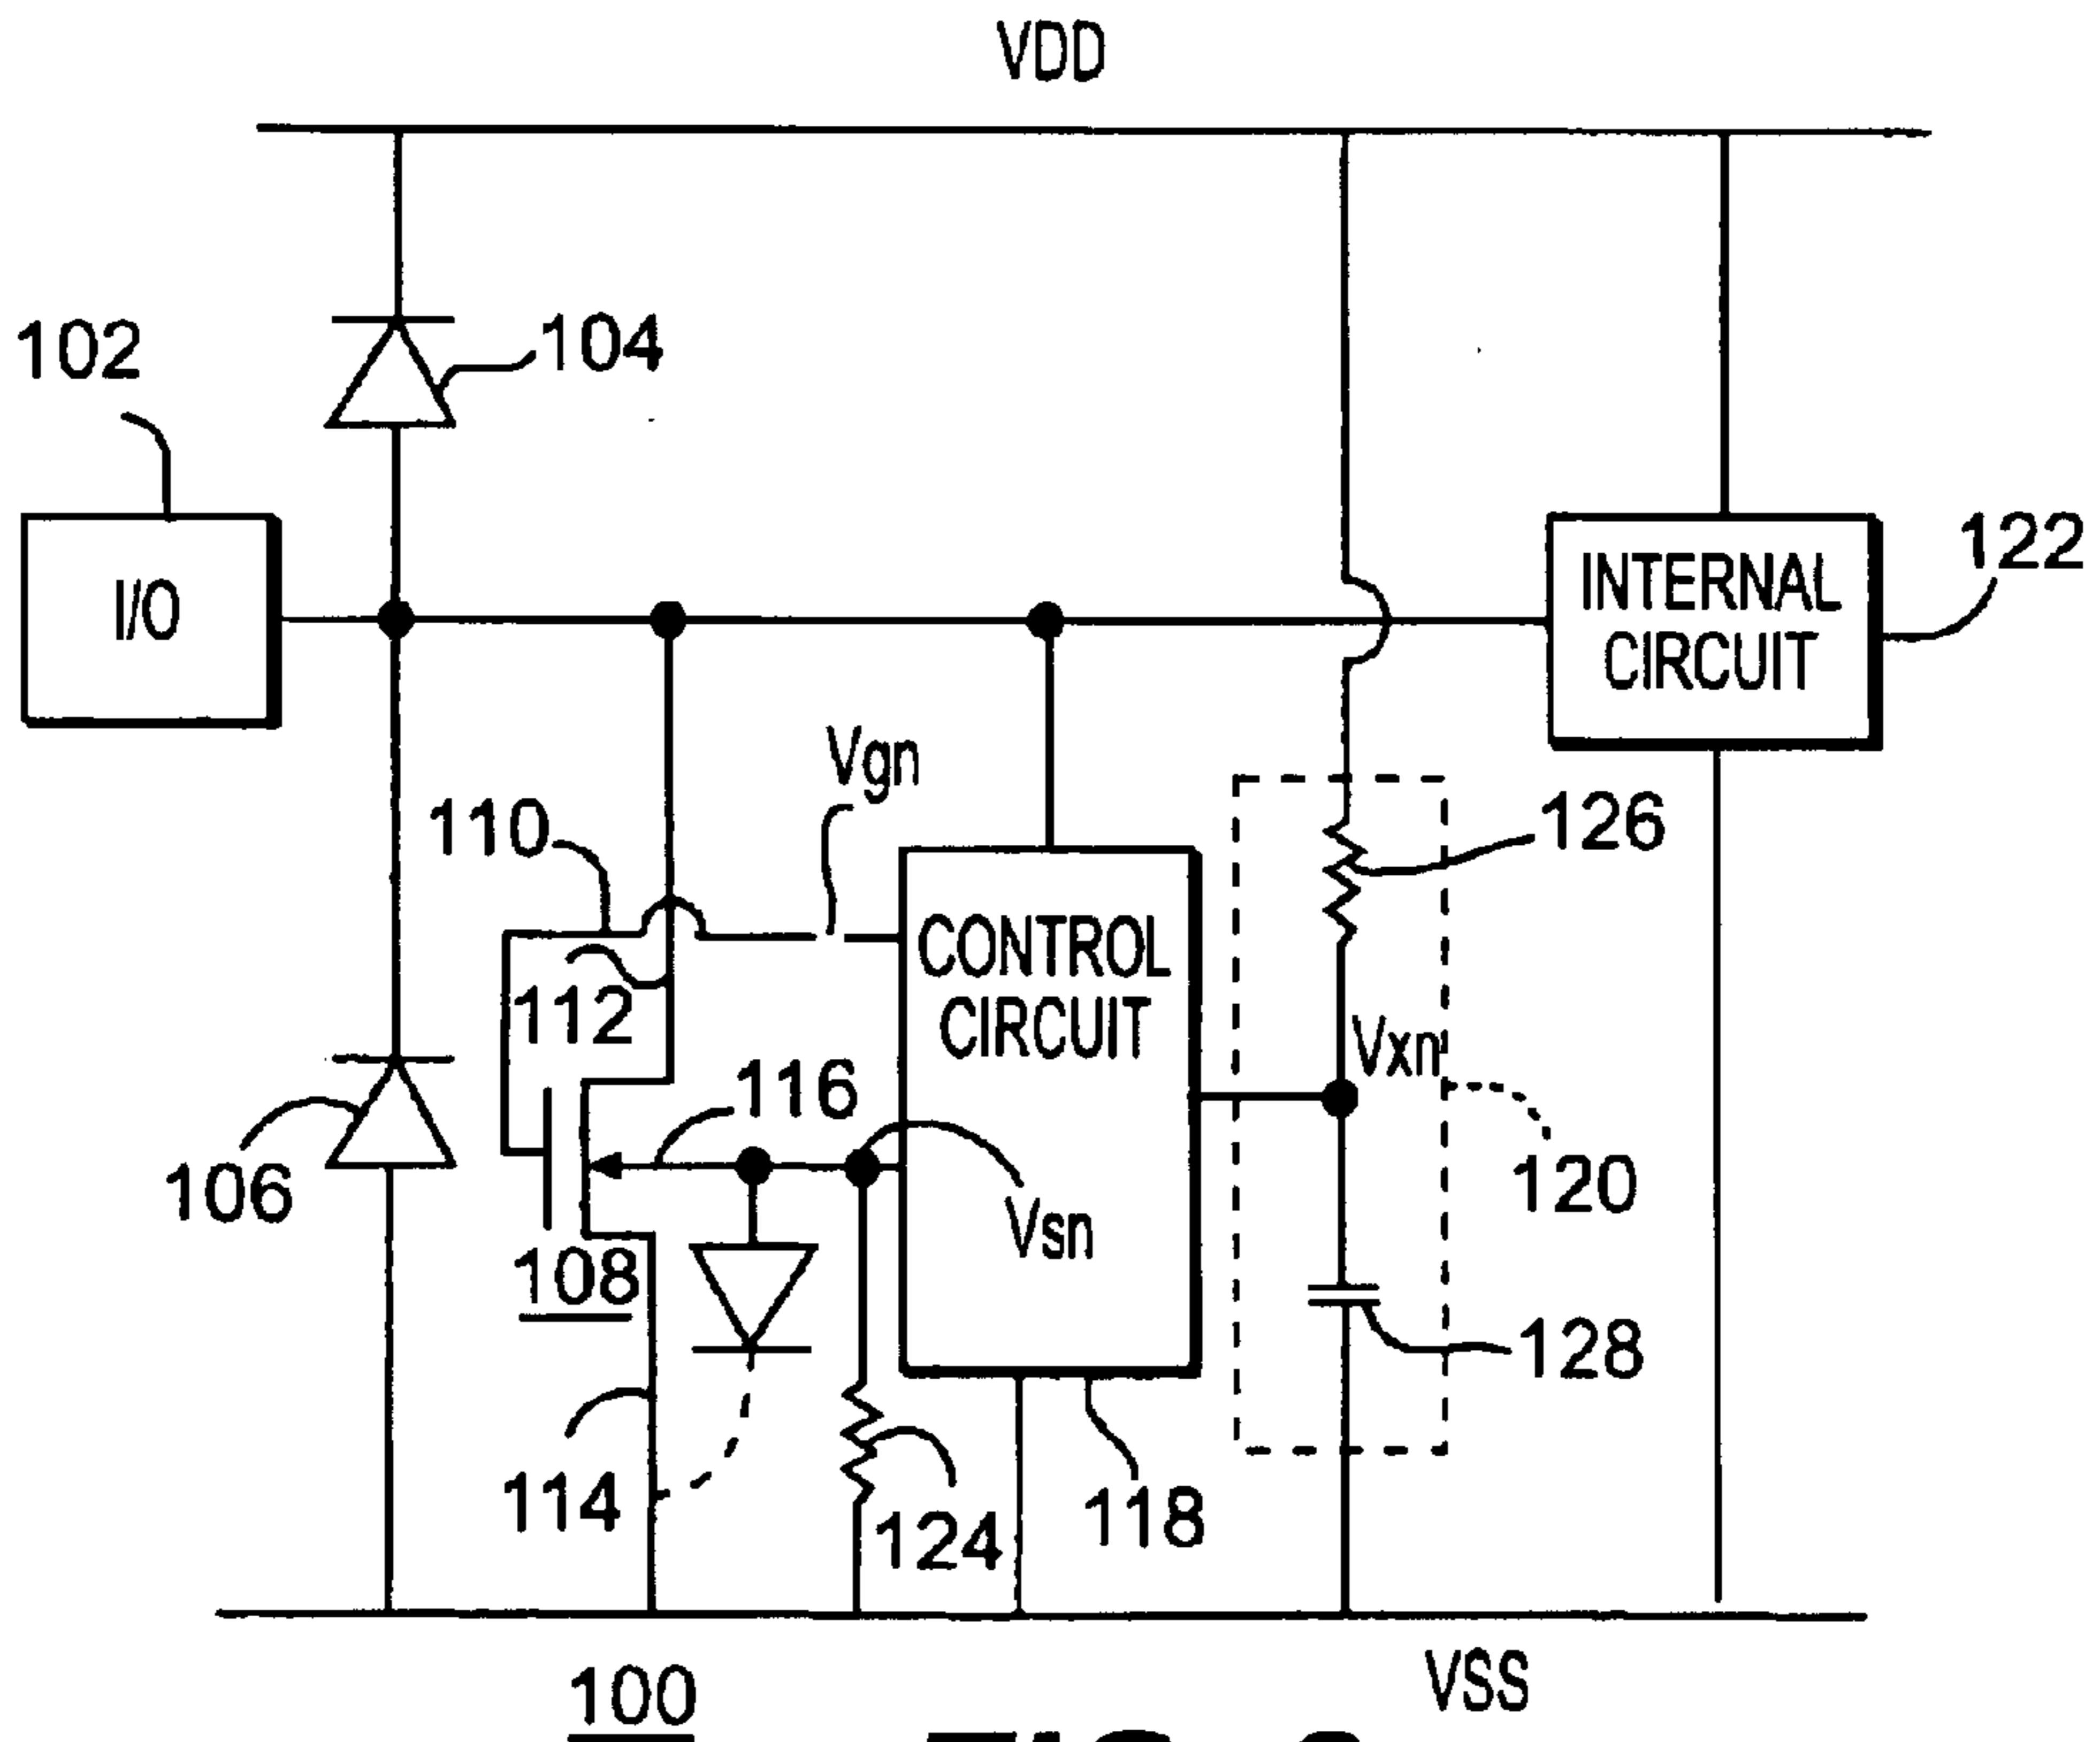 VDD
102
104
I/O
INTERNAL
CIRCUIT
122
Vgn
110
126
CONTROL
CIRCUIT
112
Vxn
116
106
120
Vsn
108
128
114
124
118
VSS
100